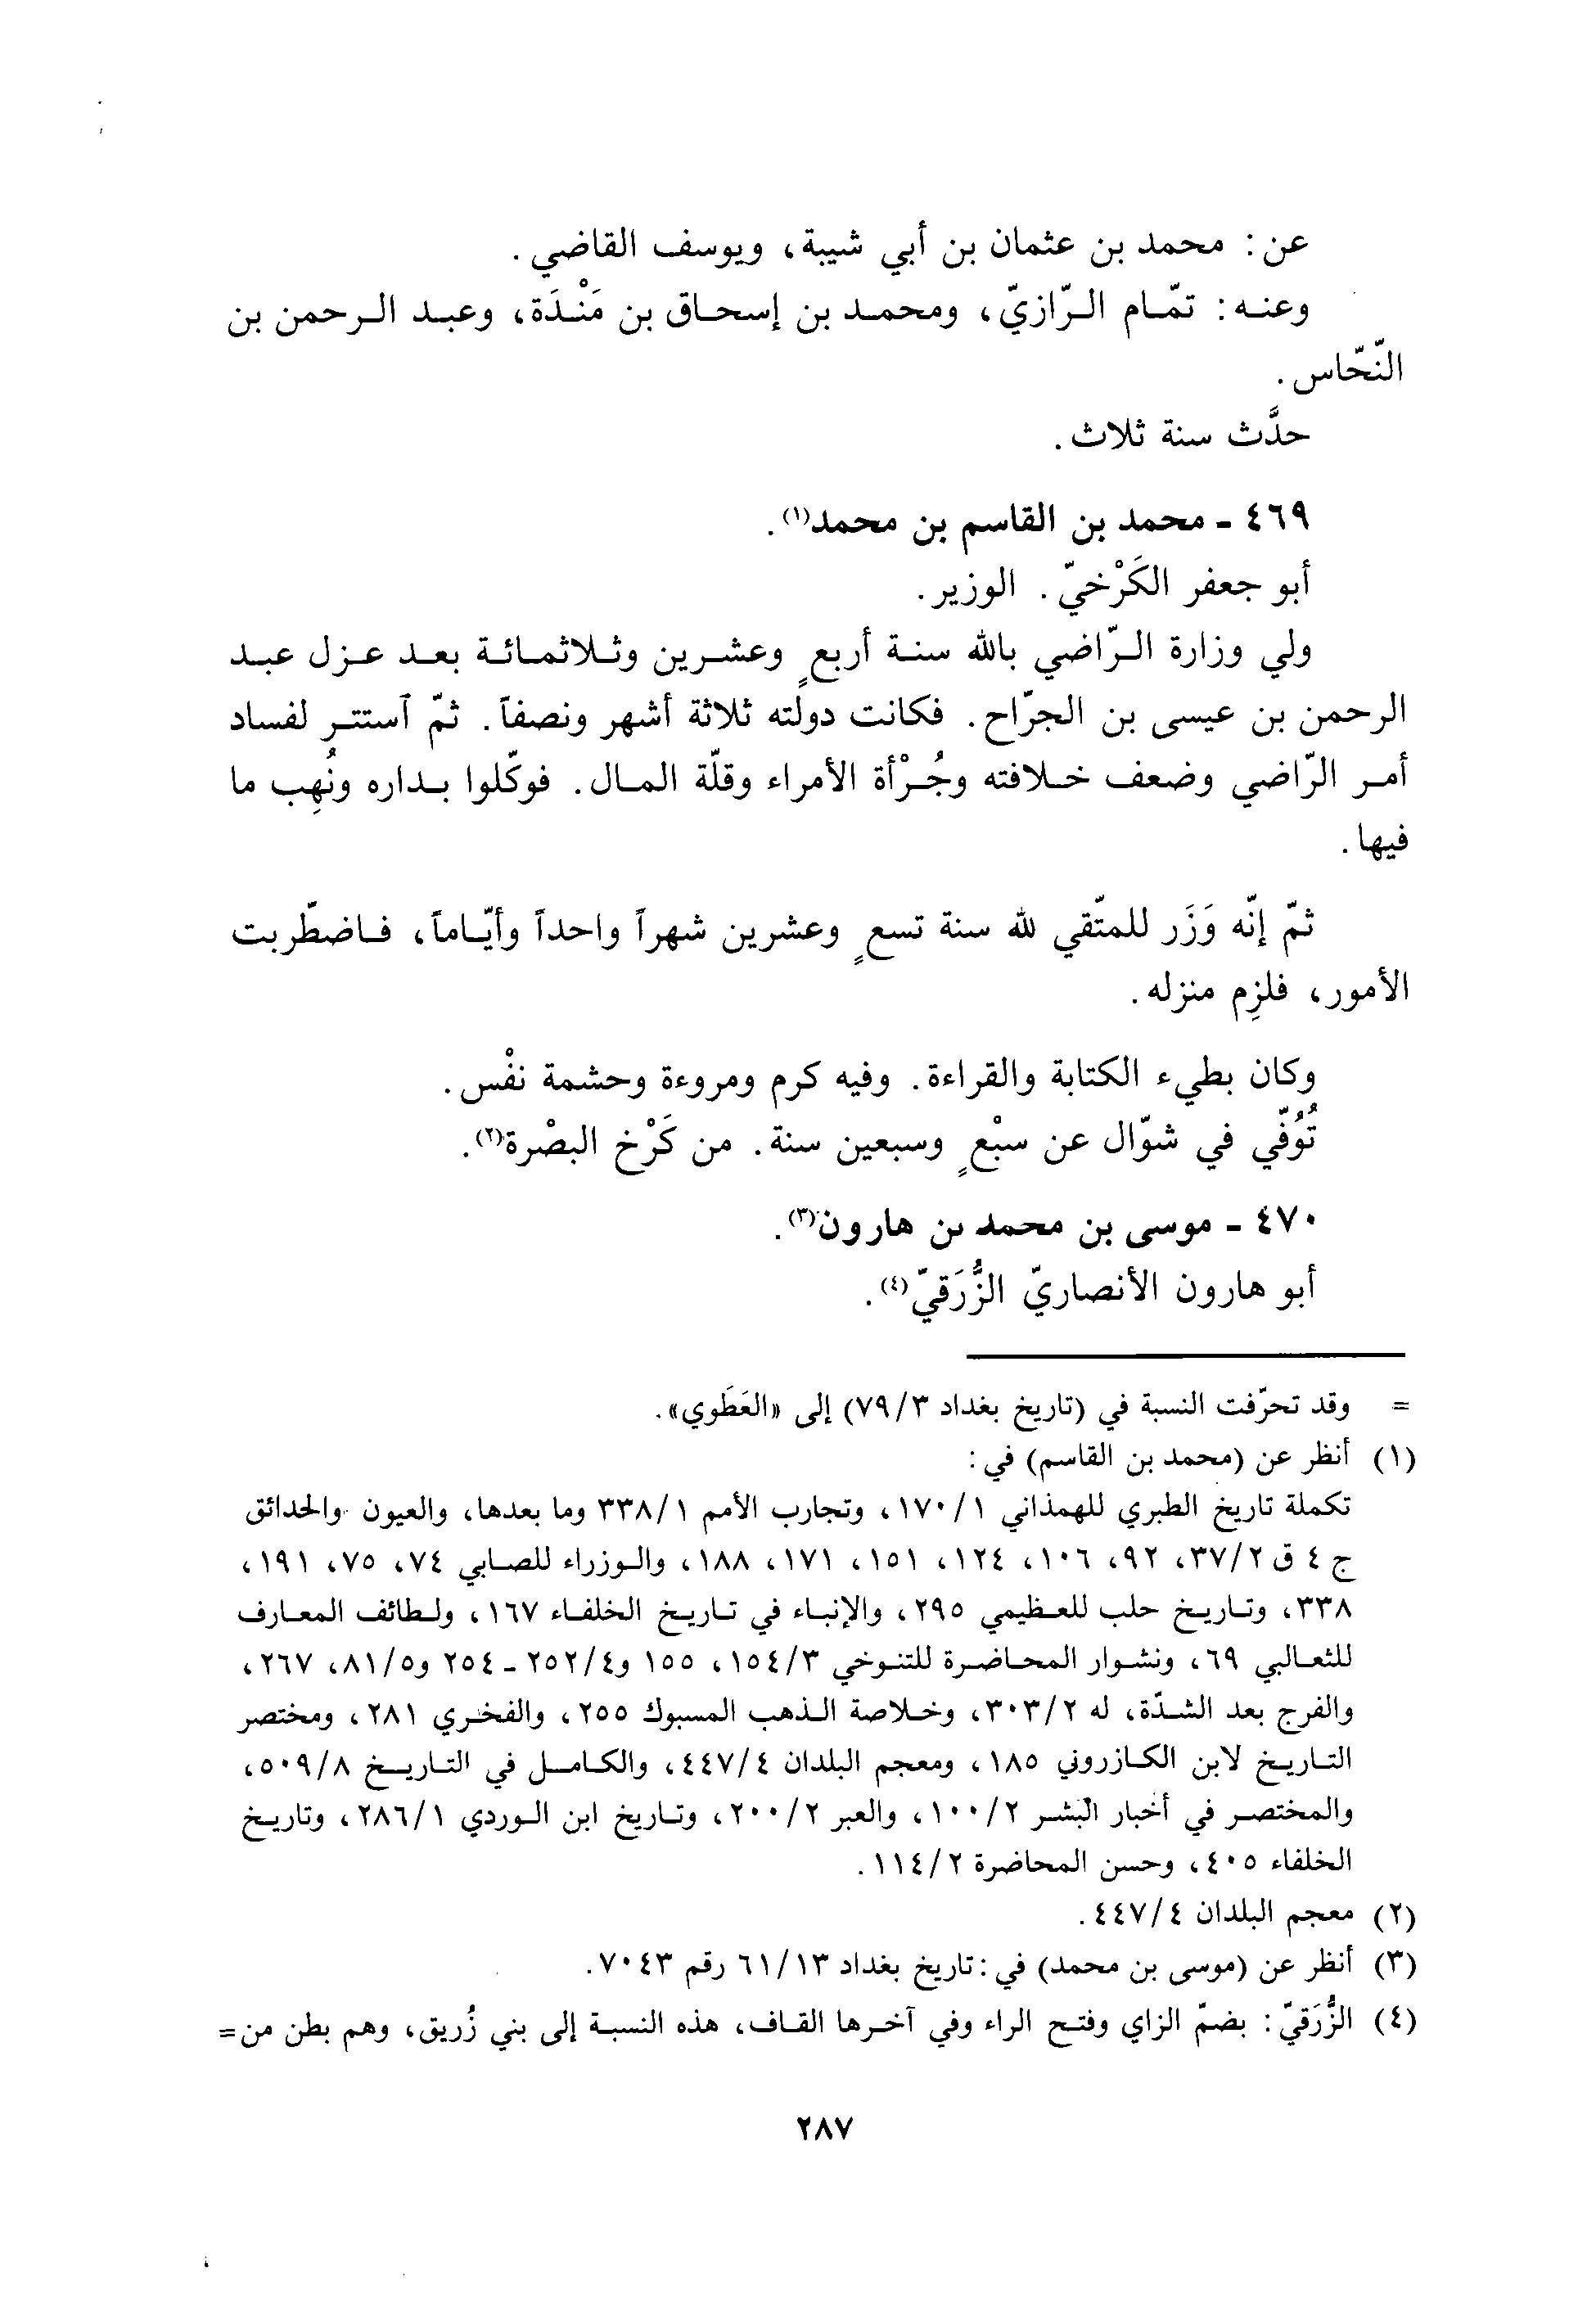 عن: محمد بن عثمان بن أبي شيبة، ويوسف القاضي.
وعنه: تمّام الرّازيّ، ومحمد بن إسحاق بن مَنْدَة، وعبد الرحمن بن
النّحّاس.
حدَّث سنة ثلاث.
٤٦٩ - محمد بن القاسم بن محمد(١).
أبو جعفر الكَرْخيّ. الوزير.
ولي وزارة الرّاضي بالله سنة أربعٍ وعشرين وثلاثمائة بعد عزل عبد
الرحمن بن عيسى بن الجرّاح. فكانت دولته ثلاثة أشهر ونصفاً. ثمّ آستتر لفساد
أمر الرّاضي وضعف خلافته وجُرْأة الأمراء وقلّة المال. فوكّلوا بداره ونُهِب ما
فيها.
ثمّ إنّه وَزَر للمتّقي لله سنة تسعٍ وعشرين شهراً واحداً وأيّاماً، فاضطّربت
الأمور، فلزِم منزله.
وكان بطيء الكتابة والقراءة. وفيه كرم ومروءة وحشمة نفْس.
تُوُفّي في شوّال عن سبْعٍ وسبعين سنة. من كَرْخ البصْرة(٢).
٤٧٠ - موسى بن محمد بن هارون(٣).
أبو هارون الأنصاريّ الزُّرَقيّ(٤).
= وقد تحرّفت النسبة في (تاريخ بغداد ٧٩/٣) إلى «العَطَوي».
(١) أنظر عن (محمد بن القاسم) في:
تكملة تاريخ الطبري للهمذاني ١٧٠/١، وتجارب الأمم ٣٣٨/١ وما بعدها، والعيون والحدائق
ج ٤ ق ٣٧/٢، ٩٢، ١٠٦، ١٢٤، ١٥١، ١٧١، ١٨٨، والوزراء للصابي ٧٤، ٧٥، ١٩١،
٣٣٨، وتاريخ حلب للعظيمي ٢٩٥، والإنباء في تاريخ الخلفاء ١٦٧، ولطائف المعارف
للثعالبي ٦٩، ونشوار المحاضرة للتنوخي ١٥٤/٣، ١٥٥ و٢٥٢/٤ - ٢٥٤ و٨١/٥، ٢٦٧،
والفرج بعد الشدّة، له ٣٠٣/٢، وخلاصة الذهب المسبوك ٢٥٥، والفخري ٢٨١، ومختصر
التاريخ لابن الكازروني ١٨٥، ومعجم البلدان ٤٤٧/٤، والكامل في التاريخ ٥٠٩/٨،
والمختصر في أخبار البشر ١٠٠/٢، والعبر ٢٠٠/٢، وتاريخ ابن الوردي ٢٨٦/١، وتاريخ
الخلفاء ٤٠٥، وحسن المحاضرة ١١٤/٢.
(٢) معجم البلدان ٤٤٧/٤.
(٣) أنظر عن (موسى بن محمد) في: تاريخ بغداد ٦١/١٣ رقم ٧٠٤٣.
(٤) الزُّرَقيّ: بضمّ الزاي وفتح الراء وفي آخرها القاف، هذه النسبة إلى بني زُريق، وهم بطن من =
٢٨٧